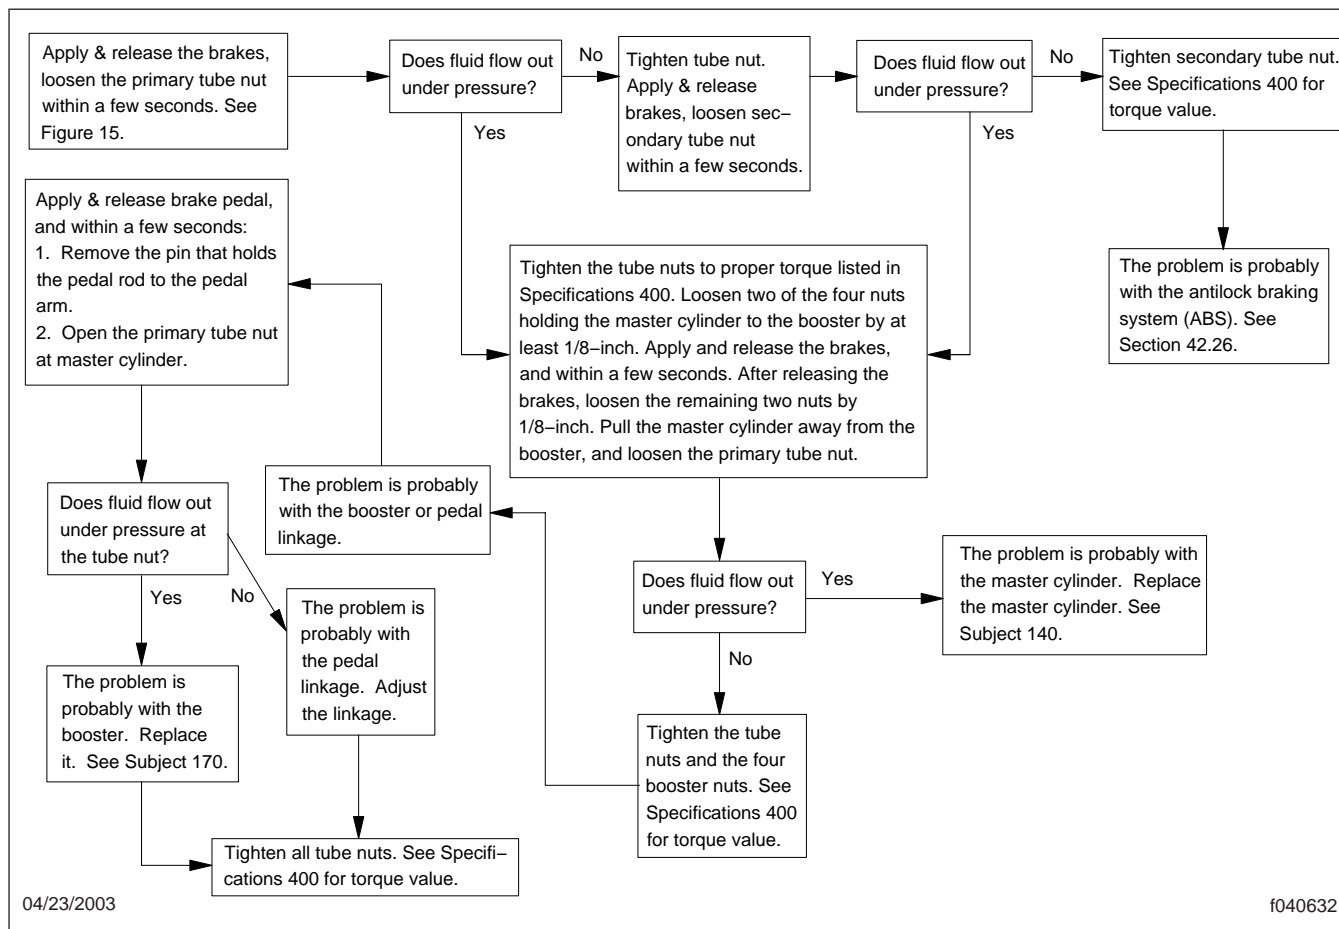 Apply & release the brakes,
loosen the primary tube nut
within a few seconds. See
Figure 15.
Does fluid flow out
under pressure?
No
Yes
Tighten tube nut.
Apply & release
brakes, loosen sec–
ondary tube nut
within a few seconds.
Does fluid flow out
under pressure?
No
Yes
Tighten secondary tube nut.
See Specifications 400 for
torque value.
The problem is probably
with the antilock braking
system (ABS). See
Section 42.26.
Tighten the tube nuts to proper torque listed in
Specifications 400. Loosen two of the four nuts
holding the master cylinder to the booster by at
least 1/8–inch. Apply and release the brakes,
and within a few seconds. After releasing the
brakes, loosen the remaining two nuts by
1/8–inch. Pull the master cylinder away from the
booster, and loosen the primary tube nut.
Does fluid flow out
under pressure?
Yes
No
The problem is probably with
the master cylinder. Replace
the master cylinder. See
Subject 140.
Tighten the tube
nuts and the four
booster nuts. See
Specifications 400
for torque value.
The problem is probably
with the booster or pedal
linkage.
Apply & release brake pedal,
and within a few seconds:
1. Remove the pin that holds
the pedal rod to the pedal
arm.
2. Open the primary tube nut
at master cylinder.
Does fluid flow out
under pressure at
the tube nut?
Yes
No
The problem is
probably with
the pedal
linkage. Adjust
the linkage.
The problem is
probably with the
booster. Replace
it. See Subject 170.
Tighten all tube nuts. See Specifi–
cations 400 for torque value.
04/23/2003
f040632